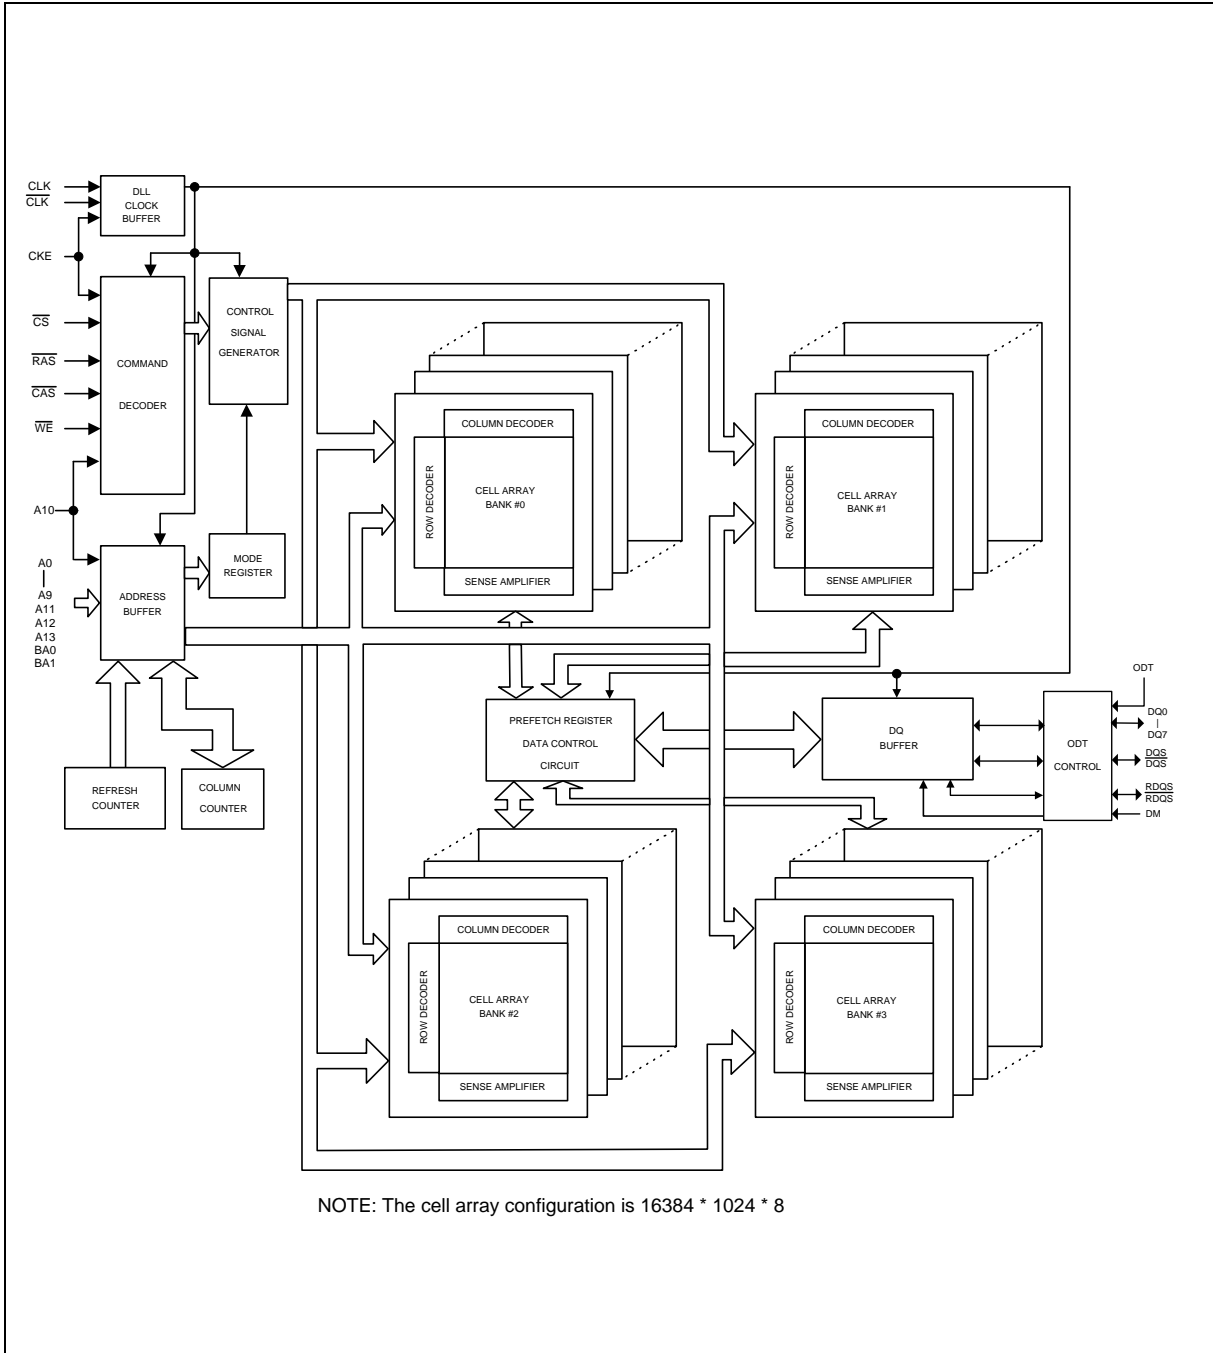 CLK
CLK
CKE
CS
RAS
CAS
WE
A10
A0
A9
A11
A12
A13
BA0
BA1
DLL
CLOCK
BUFFER
COMMAND
DECODER
CONTROL
SIGNAL
GENERATOR
ADDRESS
BUFFER
MODE
REGISTER
REFRESH
COUNTER
COLUMN
COUNTER
COLUMN DECODER
ROW DECODER
CELL ARRAY
BANK #0
SENSE AMPLIFIER
COLUMN DECODER
ROW DECODER
CELL ARRAY
BANK #1
SENSE AMPLIFIER
PREFETCH REGISTER
DATA CONTROL
CIRCUIT
DQ
BUFFER
ODT
CONTROL
ODT
DQ0
|
DQ7
DQS
DQS
RDQS
RDQS
DM
COLUMN DECODER
ROW DECODER
CELL ARRAY
BANK #2
SENSE AMPLIFIER
COLUMN DECODER
ROW DECODER
CELL ARRAY
BANK #3
SENSE AMPLIFIER
NOTE: The cell array configuration is 16384 * 1024 * 8